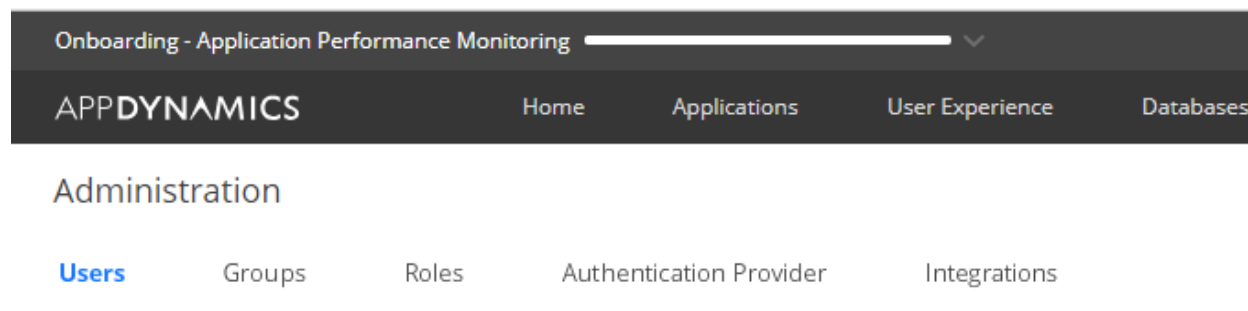 Onboarding - Application Performance Monitoring
APPDYNAMICS Home Applications User Experience Databases
Administration
Users Groups Roles Authentication Provider Integrations